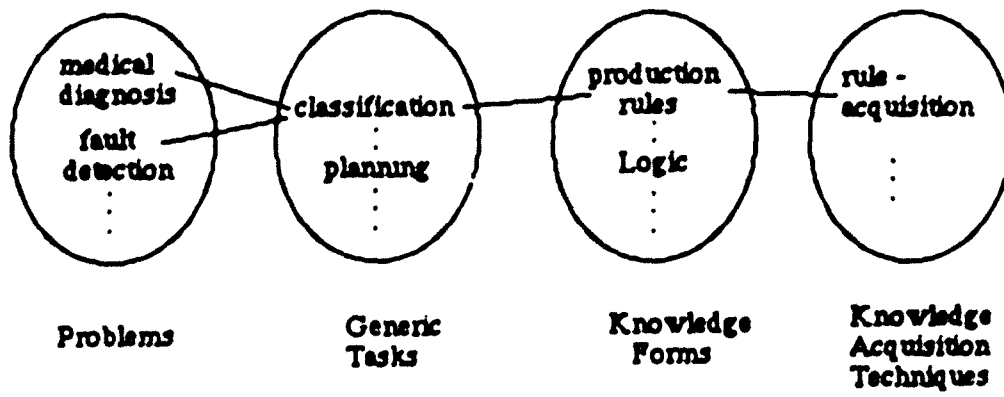 medical
diagnosis
fault
detection
classification
planning
production
rules
Logic
rule -
acquisition
Problems
Generic
Tasks
Knowledge
Forms
Knowledge
Acquisition
Techniques